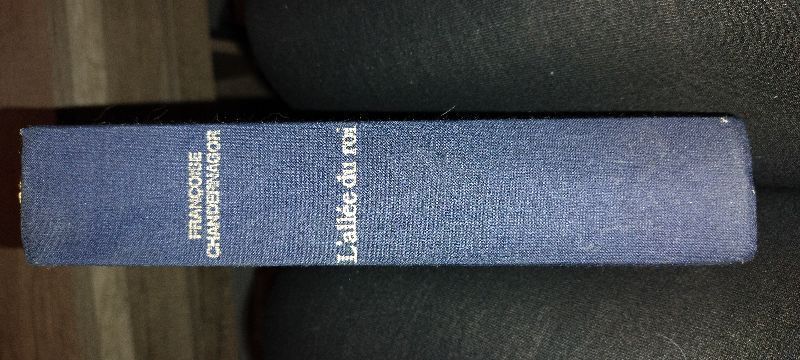 FRANÇOISE
CHANDERNAGOR
L'allée du roi